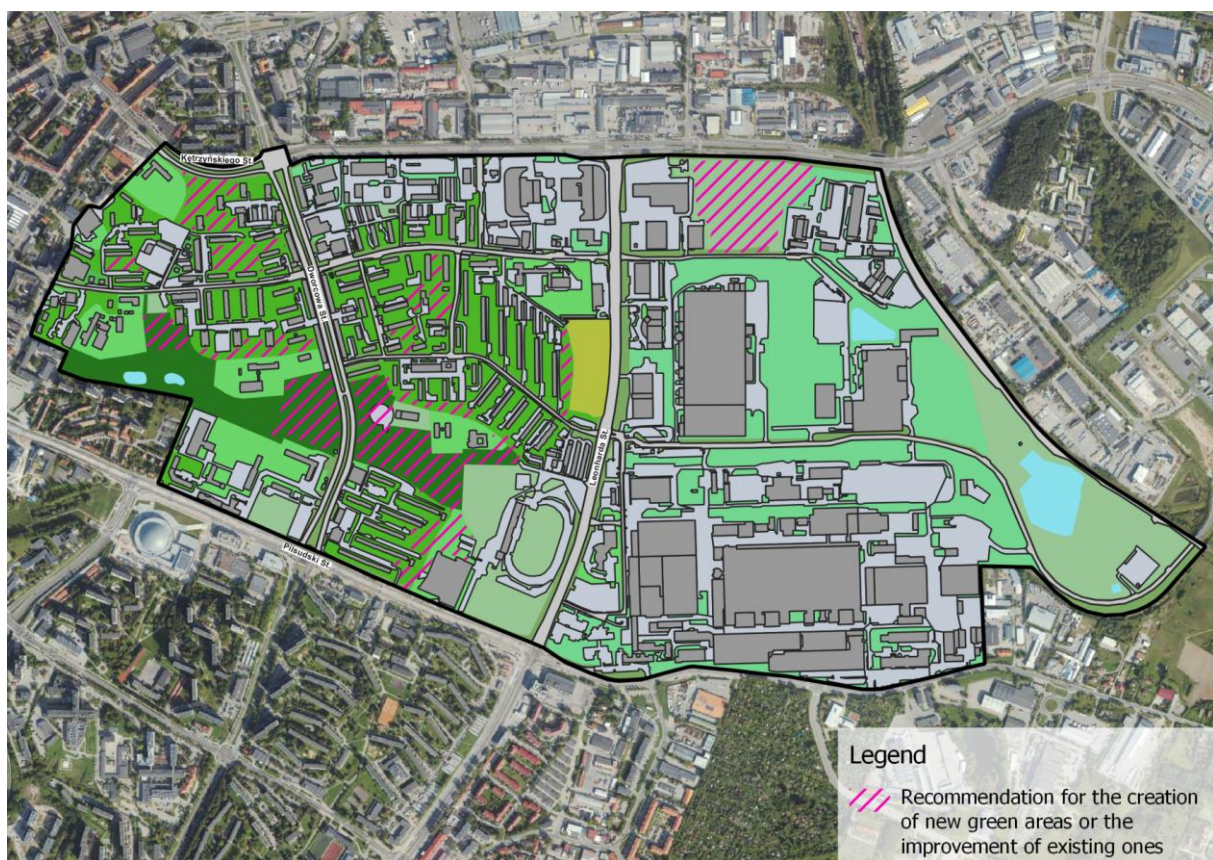 Kętrzyńskiego St.
Dworcowa St.
Leonharda St.
Pilsudski St.
Legend
Recommendation for the creation
of new green areas or the
improvement of existing ones